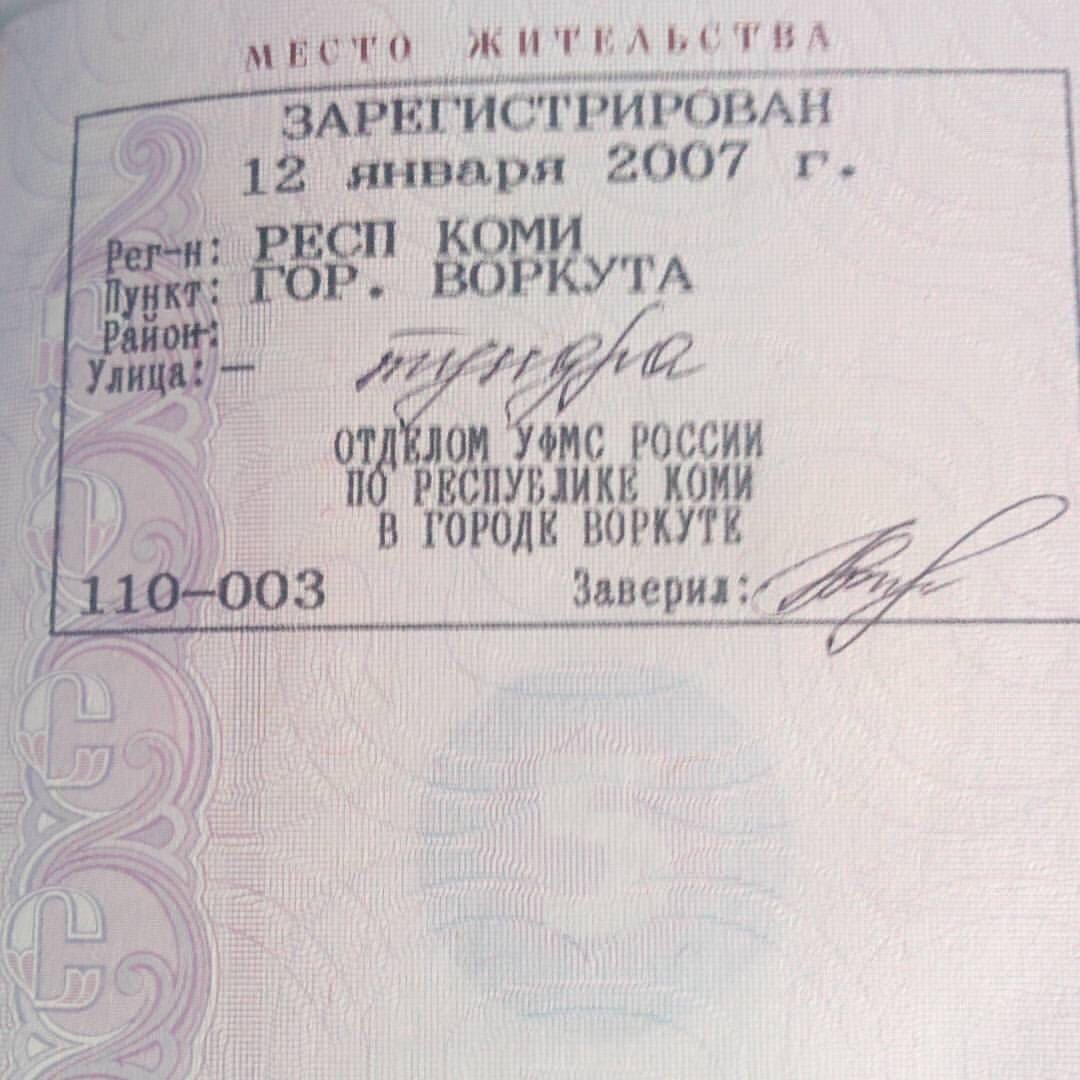 МЕСТО ЖИТЕЛЬСТВА
ЗАРЕГИСТРИРОВАН
12 января 2007 г.
Рег-н: РЕСП КОМИ
Пункт: ГОР. ВОРКУТА
Район:
Улица: — тундра
ОТДЕЛОМ УФМС РОССИИ
ПО РЕСПУБЛИКЕ КОМИ
В ГОРОДЕ ВОРКУТЕ
110-003 Заверил: